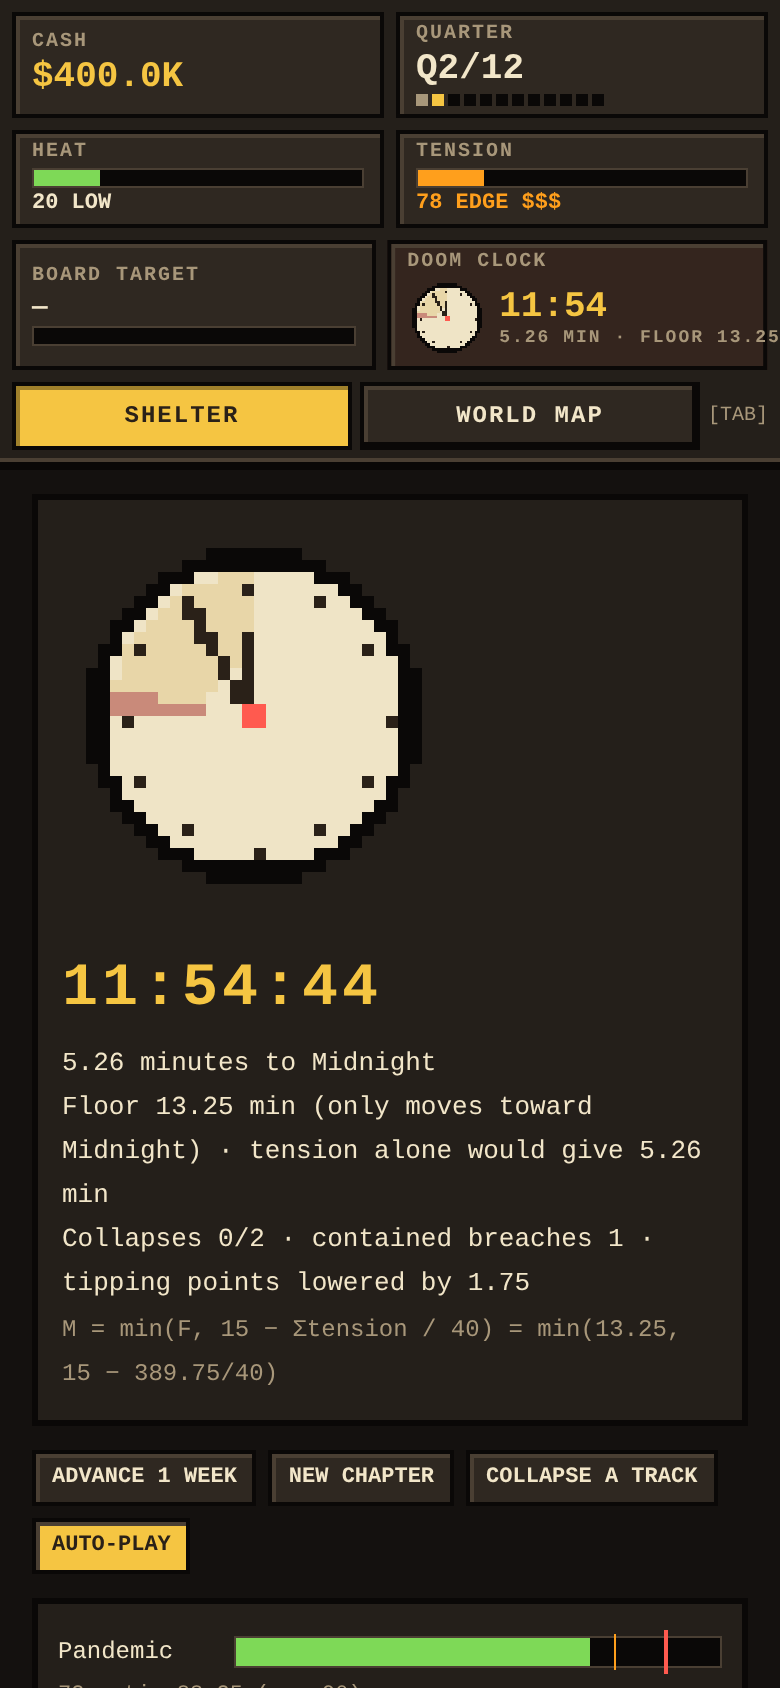 CASH
$400.0K
QUARTER
Q2/12
HEAT
20 LOW
TENSION
78 EDGE $$$
BOARD TARGET
—
DOOM CLOCK
11:54
5.26 MIN · FLOOR 13.25
SHELTER
WORLD MAP
[TAB]
11:54:44
5.26 minutes to Midnight
Floor 13.25 min (only moves toward
Midnight) · tension alone would give 5.26
min
Collapses 0/2 · contained breaches 1 ·
tipping points lowered by 1.75
M = min(F, 15 − Σtension / 40) = min(13.25,
15 − 389.75/40)
ADVANCE 1 WEEK
NEW CHAPTER
COLLAPSE A TRACK
AUTO-PLAY
Pandemic